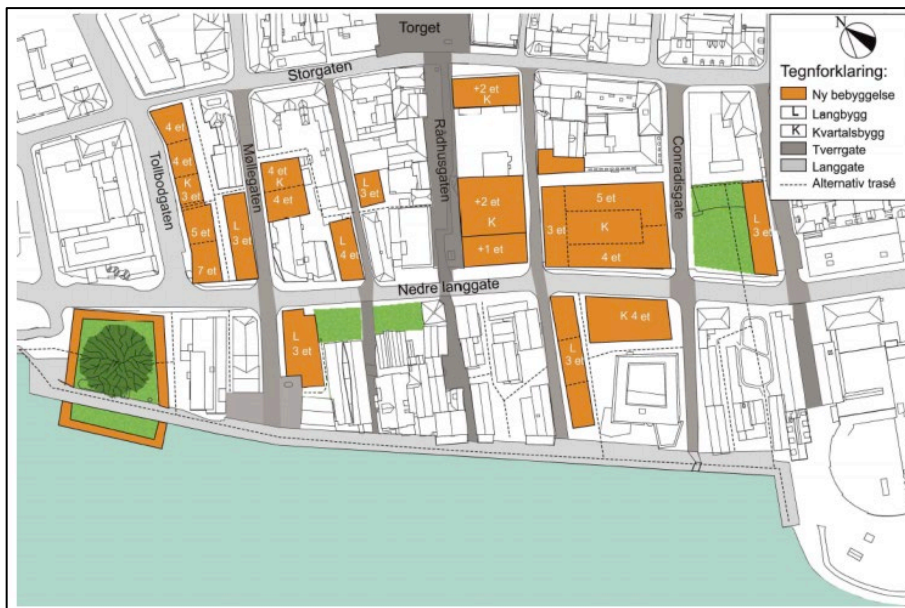 Torget
N
Storgaten
Tegnforklaring:
Ny bebyggelse
L Langbygg
K Kvartalsbygg
Tverrgate
Langgate
Alternativ trasé
Tollbodgaten
Møllegaten
Rådhusgaten
Conradisgate
4 et
4 et
K
3 et
5 et
7 et
L
3 et
4 et
K
4 et
L
3 et
L
4 et
+2 et
K
+2 et
K
+1 et
5 et
3 et
K
4 et
L
3 et
Nedre langgate
L
3 et
L
3 et
K 4 et